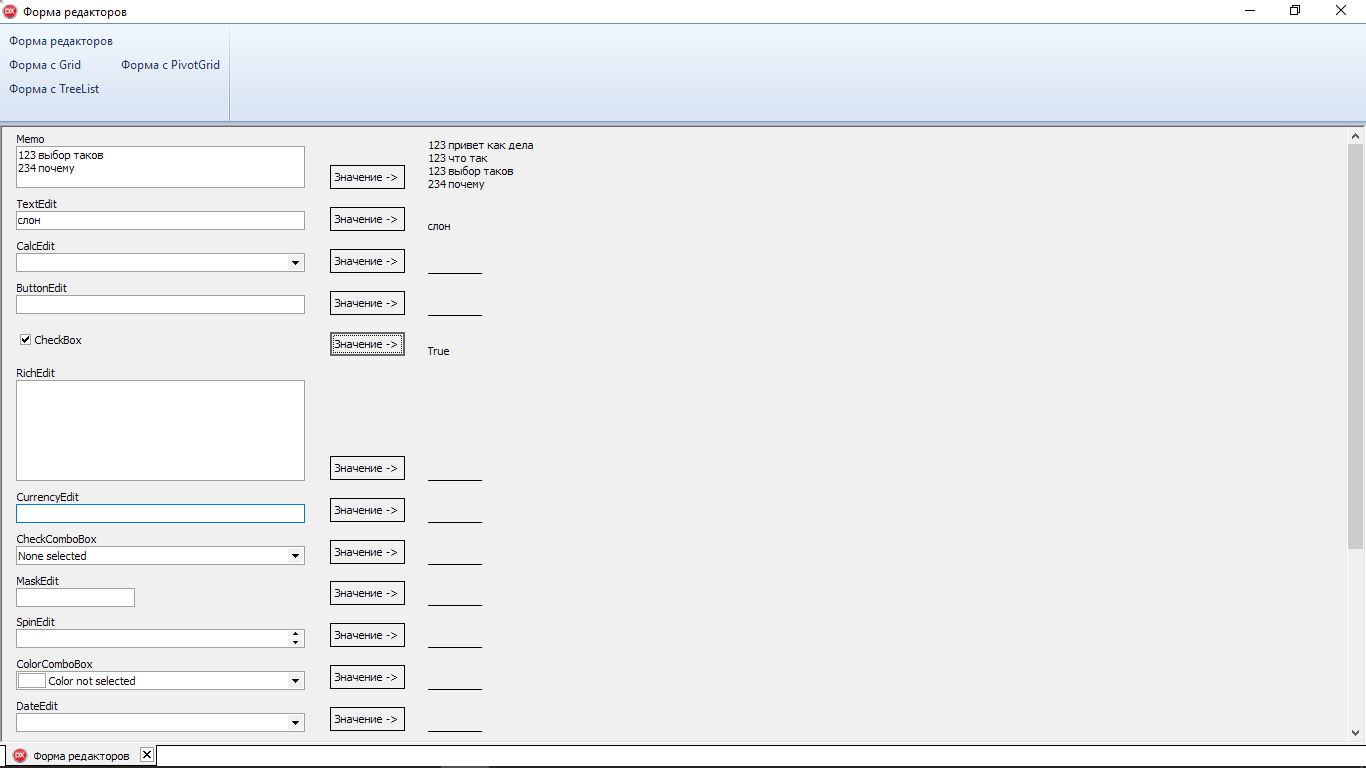 DX Форма редакторов
Форма редакторов
Форма с Grid Форма с PivotGrid
Форма с TreeList
Memo
123 выбор таков
234 почему
Значение ->
123 привет как дела
123 что так
123 выбор таков
234 почему
TextEdit
слон
Значение ->
слон
CalcEdit
Значение ->
ButtonEdit
Значение ->
CheckBox
Значение ->
True
RichEdit
Значение ->
CurrencyEdit
Значение ->
CheckComboBox
None selected
Значение ->
MaskEdit
Значение ->
SpinEdit
Значение ->
ColorComboBox
Color not selected
Значение ->
DateEdit
Значение ->
DX Форма редакторов